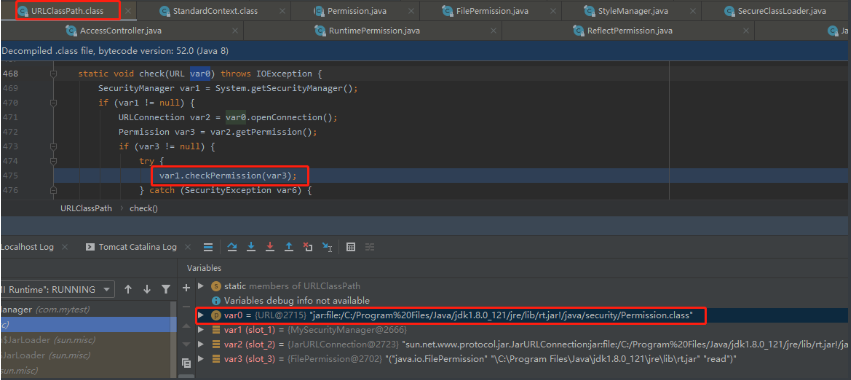 URLClassPath.class
StandardContext.class
Permission.java
FilePermission.java
StyleManager.java
SecureClassLoader.java
AccessController.java
RuntimePermission.java
ReflectPermission.java
Ja
Decompiled .class file, bytecode version: 52.0 (Java 8)
468 static void check(URL var0) throws IOException {
469 SecurityManager var1 = System.getSecurityManager();
470 if (var1 != null) {
471 URLConnection var2 = var0.openConnection();
472 Permission var3 = var2.getPermission();
473 if (var3 != null) {
474 try {
475 var1.checkPermission(var3);
476 } catch (SecurityException var6) {
URLClassPath › check()
Localhost Log
Tomcat Catalina Log
Variables
MI Runtime": RUNNING
static members of URLClassPath
Variables debug info not available
Manager (com.mytest)
var0 = {URL@2715} "jar:file:/C:/Program%20Files/Java/jdk1.8.0_121/jre/lib/rt.jar!/java/security/Permission.class"
sc)
var1 (slot_1) = {MySecurityManager@2666}
$JarLoader (sun.misc)
var2 (slot_2) = {JarURLConnection@2723} "sun.net.www.protocol.jar.JarURLConnection:jar:file:/C:/Program%20Files/Java/jdk1.8.0_121/jre/lib/rt.jar!/ja
JarLoader (sun.misc)
var3 (slot_3) = {FilePermission@2702} "("java.io.FilePermission" "\C:\Program Files\Java\jdk1.8.0_121\jre\lib\rt.jar" "read")"
.misc)